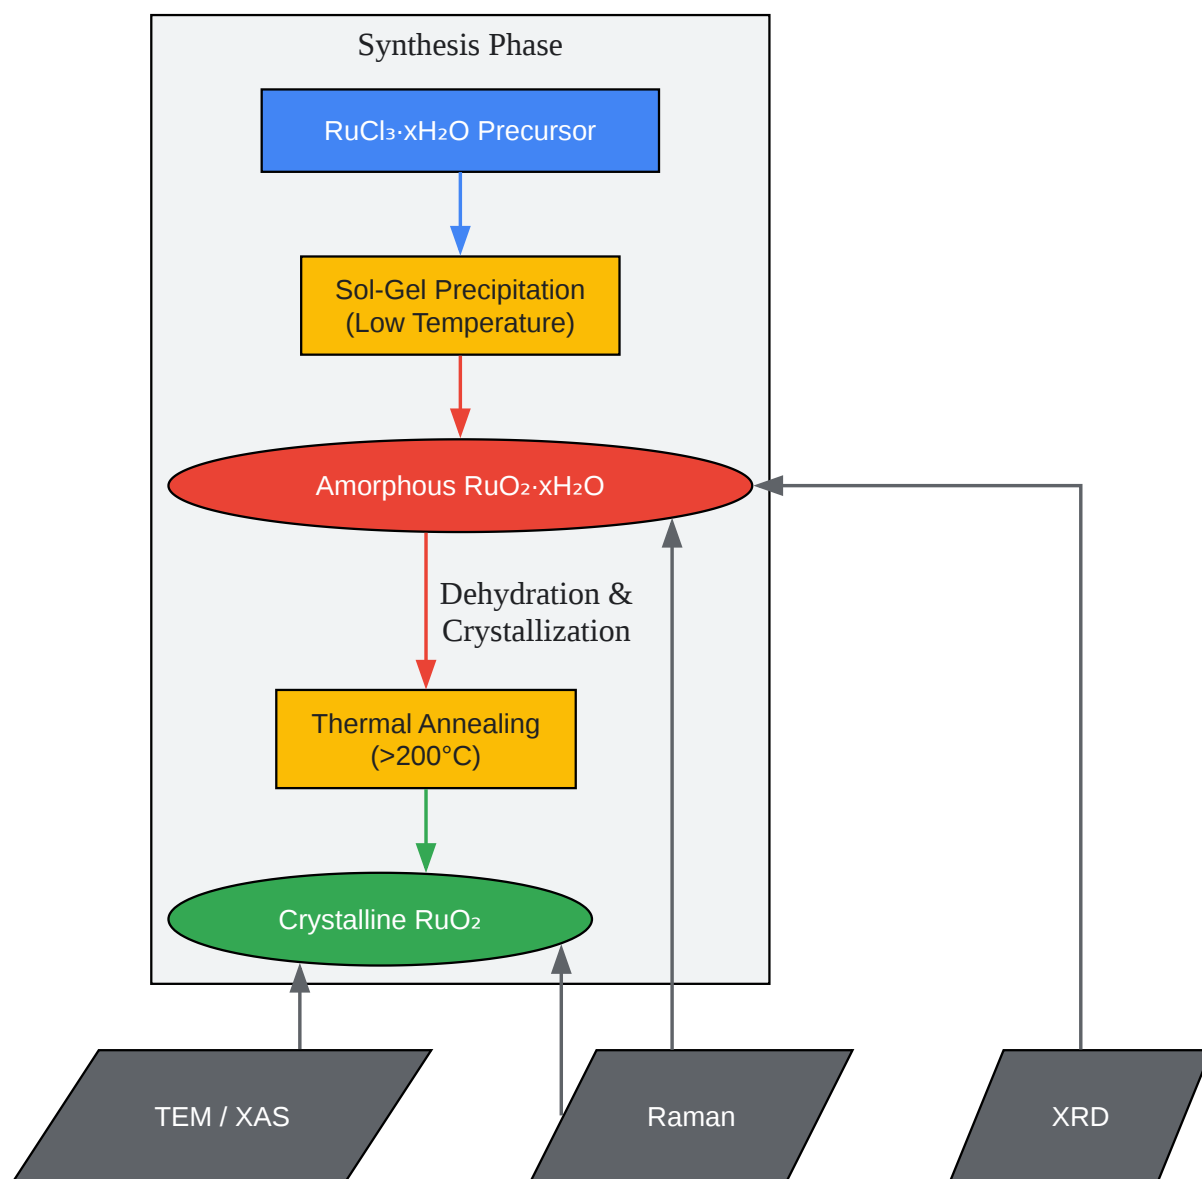 Synthesis Phase
RuCl₃·xH₂O Precursor
Sol-Gel Precipitation
(Low Temperature)
Amorphous RuO₂·xH₂O
Dehydration &
Crystallization
Thermal Annealing
(>200°C)
Crystalline RuO₂
TEM / XAS
Raman
XRD